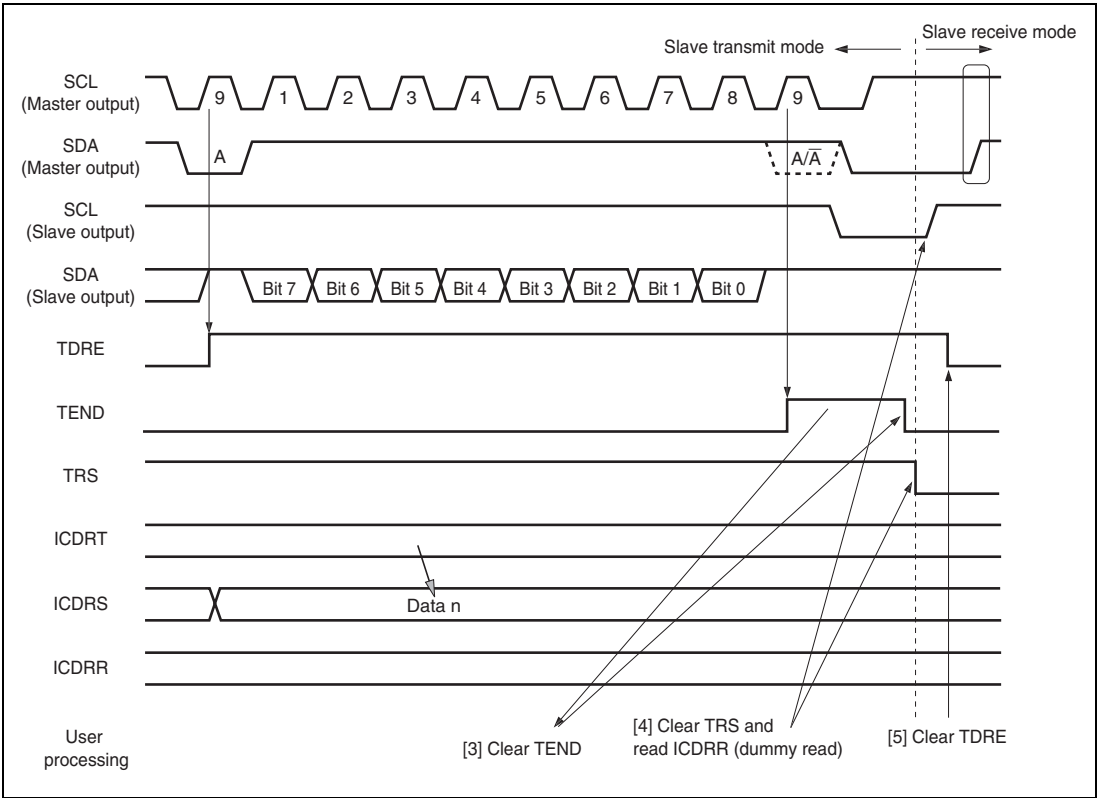 Slave transmit mode
Slave receive mode
SCL
(Master output)
9 1 2 3 4 5 6 7 8 9
SDA
(Master output)
A
A/A̅
SCL
(Slave output)
SDA
(Slave output)
Bit 7 Bit 6 Bit 5 Bit 4 Bit 3 Bit 2 Bit 1 Bit 0
TDRE
TEND
TRS
ICDRT
ICDRS
Data n
ICDRR
User
processing
[3] Clear TEND
[4] Clear TRS and
read ICDRR (dummy read)
[5] Clear TDRE